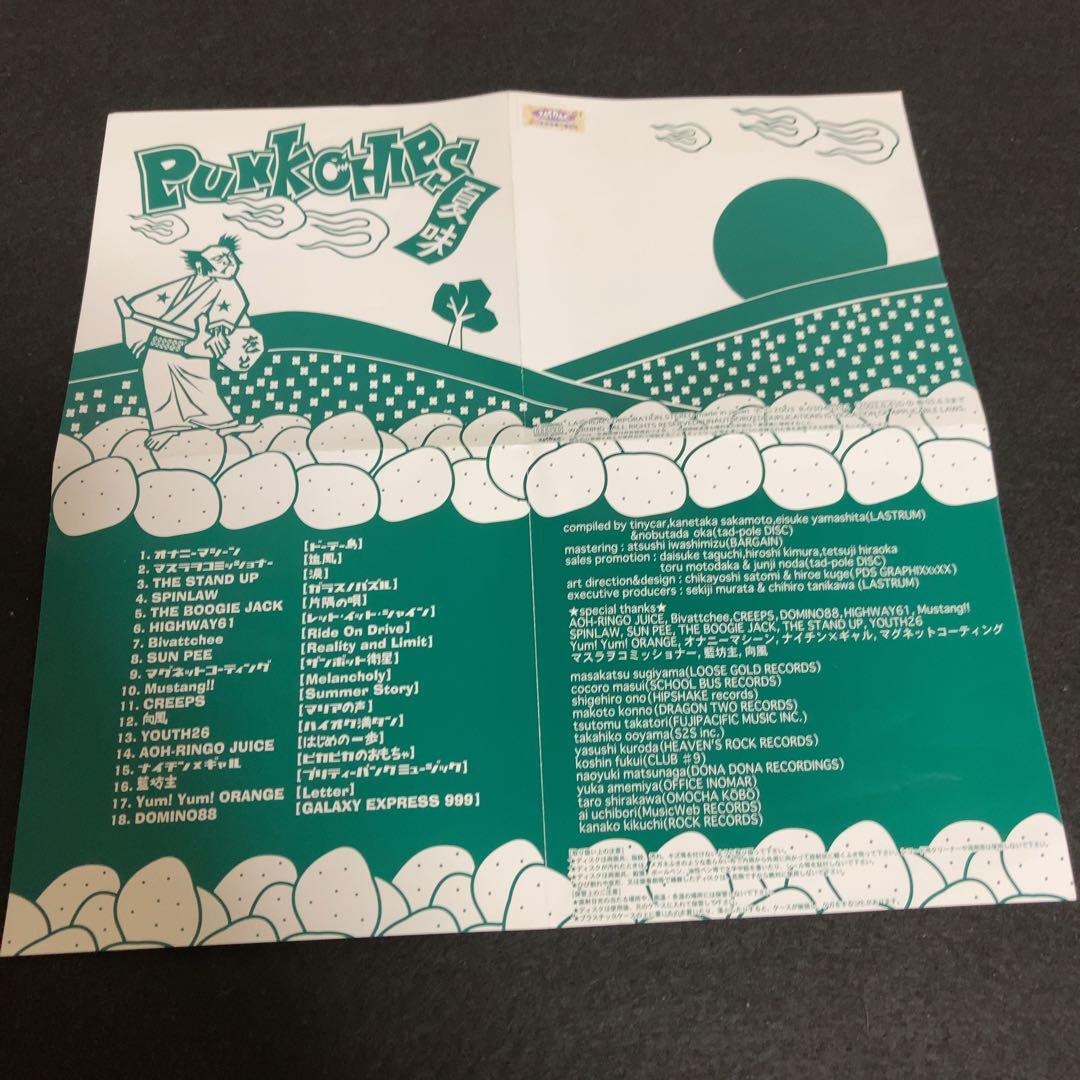 PUNK CHIPS
夏味
なと
compiled by tinycar,kanetaka sakamoto,eisuke yamashita(LASTRUM)
&nobutada oka(tad-pole DISC)
mastering : atsushi iwashimizu(BARGAIN)
sales promotion : daisuke taguchi,hiroshi kimura,tetsuji hiraoka
toru motodaka & junji noda(tad-pole DISC)
art direction&design : chikayoshi satomi & hiroe kuge(PDS GRAPHIXxxXX)
executive producers : sekiji murata & chihiro tanikawa (LASTRUM)
1. オナニーマシーン [ドーテー島]
2. マスラヲコミッショナー [追風]
3. THE STAND UP [涙]
4. SPINLAW [ガラスノパズル]
5. THE BOOGIE JACK [片隅の唄]
6. HIGHWAY61 [レット・イット・シャイン]
7. Bivattchee [Ride On Drive]
8. SUN PEE [Reality and Limit]
9. マグネットコーティング [ザンボット衛星]
10. Mustang!! [Melancholy]
11. CREEPS [Summer Story]
12. 向風 [マリアの声]
13. YOUTH26 [ハイオク満タン]
14. AOH-RINGO JUICE [はじめの一歩]
15. ナイチン×ギャル [ピカピカのおもちゃ]
16. 藍坊主 [プリティーパンクミュージック]
17. Yum! Yum! ORANGE [Letter]
18. DOMINO88 [GALAXY EXPRESS 999]
★special thanks★
AOH-RINGO JUICE, Bivattchee,CREEPS, DOMINO88,HIGHWAY61, Mustang!!
SPINLAW, SUN PEE, THE BOOGIE JACK, THE STAND UP, YOUTH26
Yum! Yum! ORANGE, オナニーマシーン, ナイチン×ギャル, マグネットコーティング
マスラヲコミッショナー, 藍坊主, 向風
masakatsu sugiyama(LOOSE GOLD RECORDS)
cocoro masui(SCHOOL BUS RECORDS)
shigehiro ono(HIPSHAKE records)
makoto konno(DRAGON TWO RECORDS)
tsutomu takatori(FUJIPACIFIC MUSIC INC.)
takahiko ooyama(S2S inc.)
yasushi kuroda(HEAVEN'S ROCK RECORDS)
koshin fukui(CLUB #9)
naoyuki matsunaga(DONA DONA RECORDINGS)
yuka amemiya(OFFICE INOMAR)
taro shirakawa(OMOCHA KOBO)
ai uchibori(MusicWeb RECORDS)
kanako kikuchi(ROCK RECORDS)